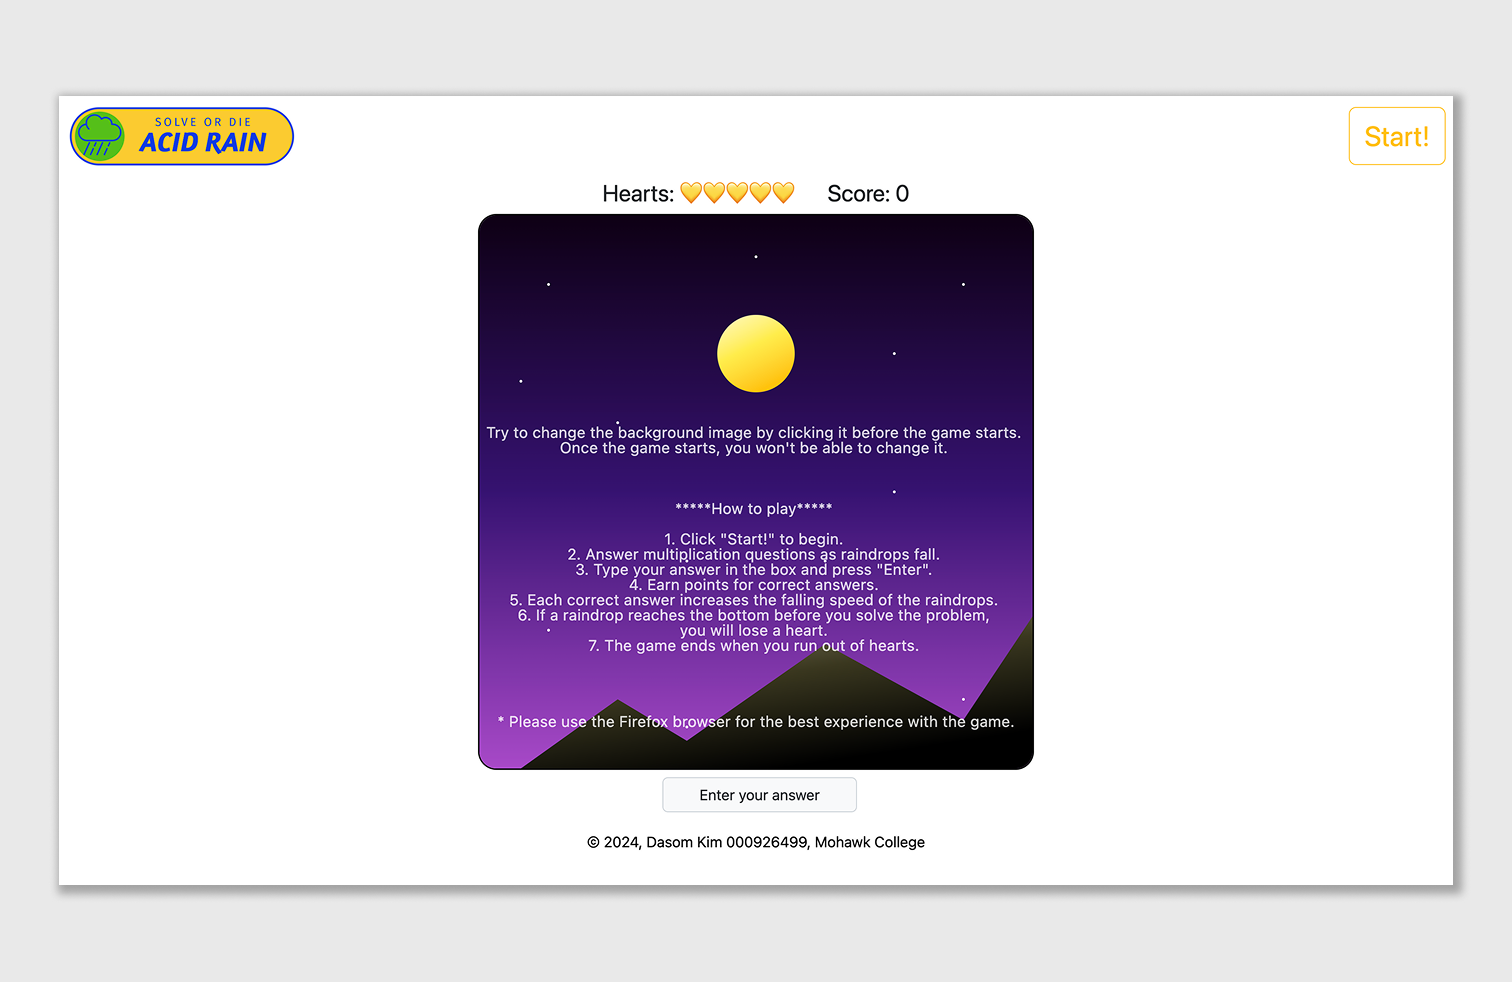 SOLVE OR DIE
ACID RAIN
Start!
Hearts: 💛💛💛💛💛 Score: 0
Try to change the background image by clicking it before the game starts.
Once the game starts, you won't be able to change it.
*****How to play*****
1. Click "Start!" to begin.
2. Answer multiplication questions as raindrops fall.
3. Type your answer in the box and press "Enter".
4. Earn points for correct answers.
5. Each correct answer increases the falling speed of the raindrops.
6. If a raindrop reaches the bottom before you solve the problem,
you will lose a heart.
7. The game ends when you run out of hearts.
* Please use the Firefox browser for the best experience with the game.
Enter your answer
© 2024, Dasom Kim 000926499, Mohawk College